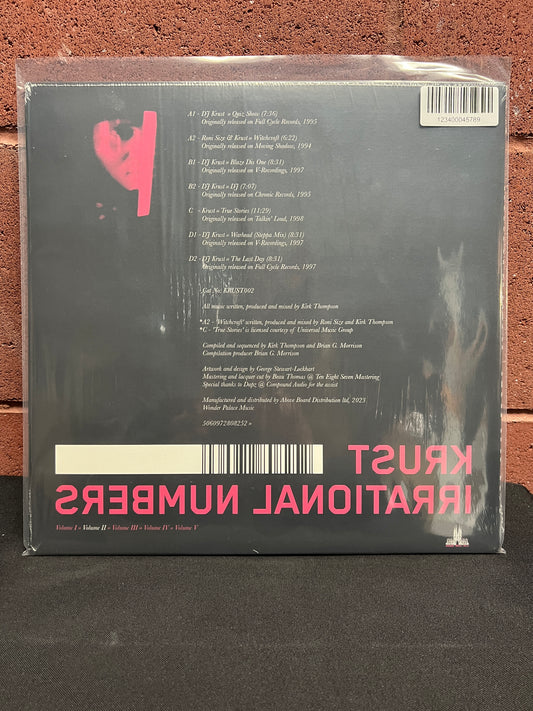 123400045789
A1 - DJ Krust » Quiz Show (7:36)
Originally released on Full Cycle Records, 1995
A2 - Roni Size & Krust » Witchcraft (6:22)
Originally released on Moving Shadow, 1994
B1 - DJ Krust » Blaze Dis One (8:31)
Originally released on V-Recordings, 1997
B2 - DJ Krust » DJ (7:07)
Originally released on Chronic Records, 1995
C - Krust » True Stories (11:29)
Originally released on Talkin' Loud, 1998
D1 - DJ Krust » Warhead (Steppa Mix) (8:31)
Originally released on V-Recordings, 1997
D2 - DJ Krust » The Last Day (8:31)
Originally released on Full Cycle Records, 1997
Cat No: KRUST002
All music written, produced and mixed by Kirk Thompson
*A2 - 'Witchcraft' written, produced and mixed by Roni Size and Kirk Thompson
*C - 'True Stories' is licensed courtesy of Universal Music Group
Compiled and sequenced by Kirk Thompson and Brian G. Morrison
Compilation producer Brian G. Morrison
Artwork and design by George Stewart-Lockhart
Mastering and lacquer cut by Beau Thomas @ Ten Eight Seven Mastering
Special thanks to Dapz @ Compound Audio for the assist
Manufactured and distributed by Above Board Distribution ltd, 2023
Wonder Palace Music
5060972808252 »
KRUST
IRRATIONAL NUMBERS
Volume I » Volume II » Volume III » Volume IV » Volume V